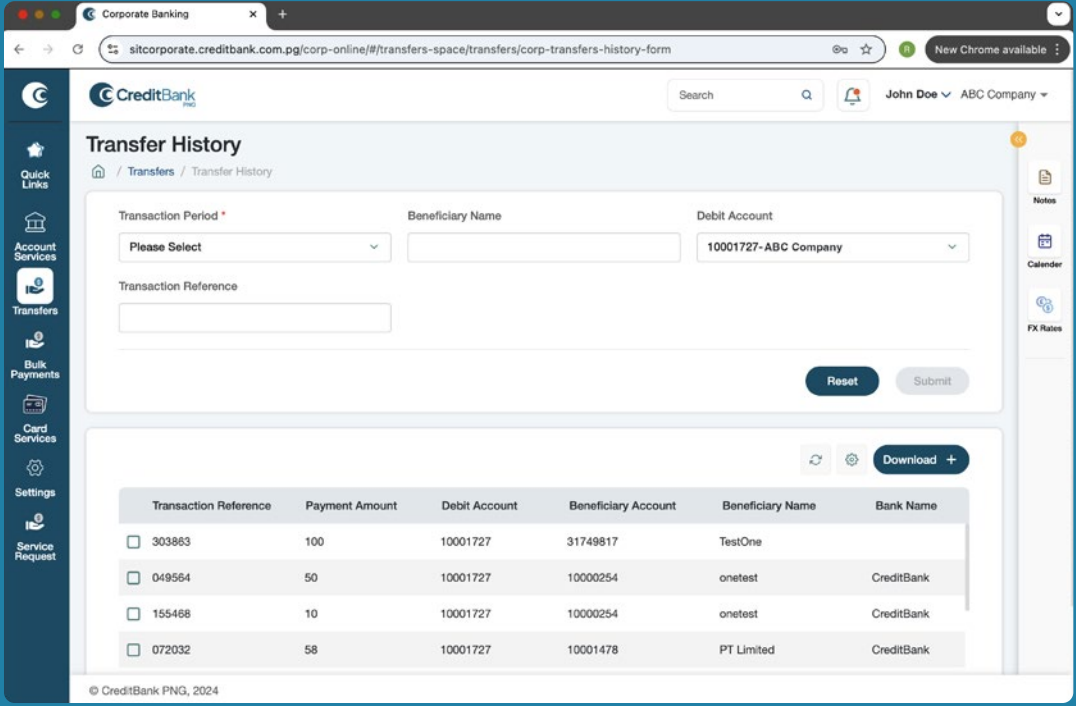 Corporate Banking
sitcorporate.creditbank.com.pg/corp-online/#/transfers-space/transfers/corp-transfers-history-form
R
New Chrome available
CreditBank
PNG
Search
John Doe
ABC Company
Quick
Links
Account
Services
Transfers
Bulk
Payments
Card
Services
Settings
Service
Request
Transfer History
/ Transfers / Transfer History
Transaction Period *
Beneficiary Name
Debit Account
Please Select
10001727-ABC Company
Transaction Reference
Reset
Submit
Notes
Calender
FX Rates
Download +
Transaction Reference Payment Amount Debit Account Beneficiary Account Beneficiary Name Bank Name
303863 100 10001727 31749817 TestOne
049564 50 10001727 10000254 onetest CreditBank
155468 10 10001727 10000254 onetest CreditBank
072032 58 10001727 10001478 PT Limited CreditBank
© CreditBank PNG, 2024